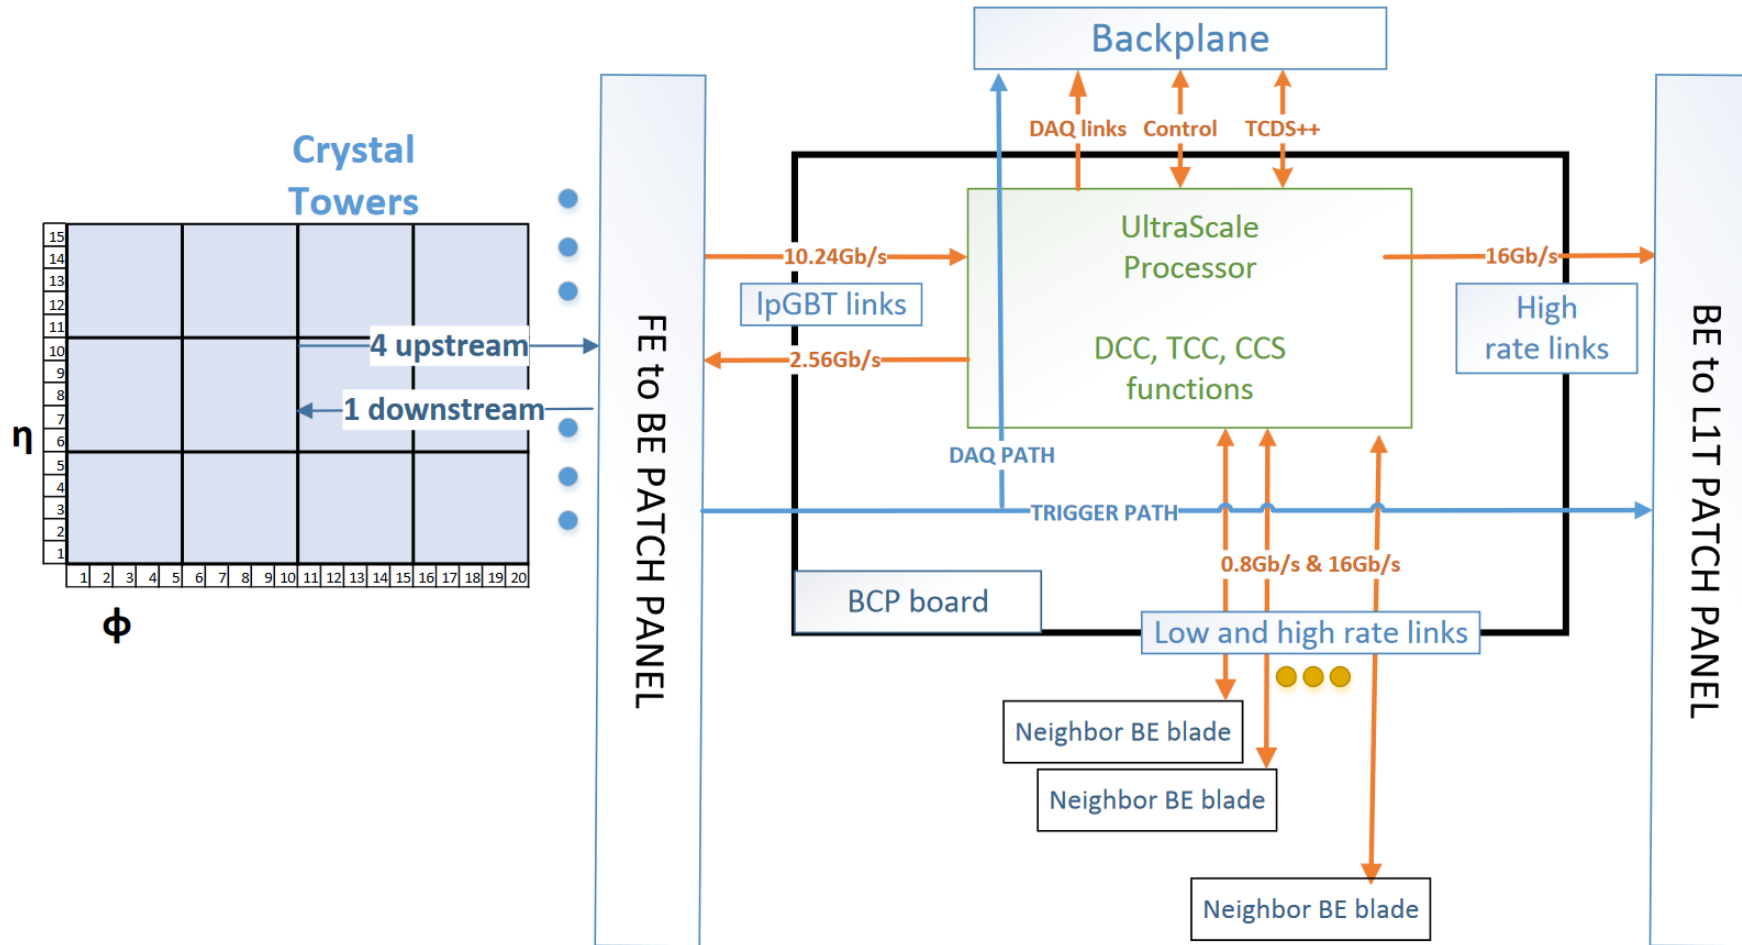 Backplane
DAQ links
Control
TCDS++
Crystal
Towers
15
14
13
12
11
10
9
8
7
6
5
4
3
2
1
η
1 2 3 4 5 6 7 8 9 10 11 12 13 14 15 16 17 18 19 20
ϕ
4 upstream
1 downstream
FE to BE PATCH PANEL
10.24Gb/s
lpGBT links
2.56Gb/s
UltraScale
Processor
DCC, TCC, CCS
functions
16Gb/s
High
rate links
BE to L1T PATCH PANEL
DAQ PATH
TRIGGER PATH
0.8Gb/s & 16Gb/s
BCP board
Low and high rate links
Neighbor BE blade
Neighbor BE blade
Neighbor BE blade